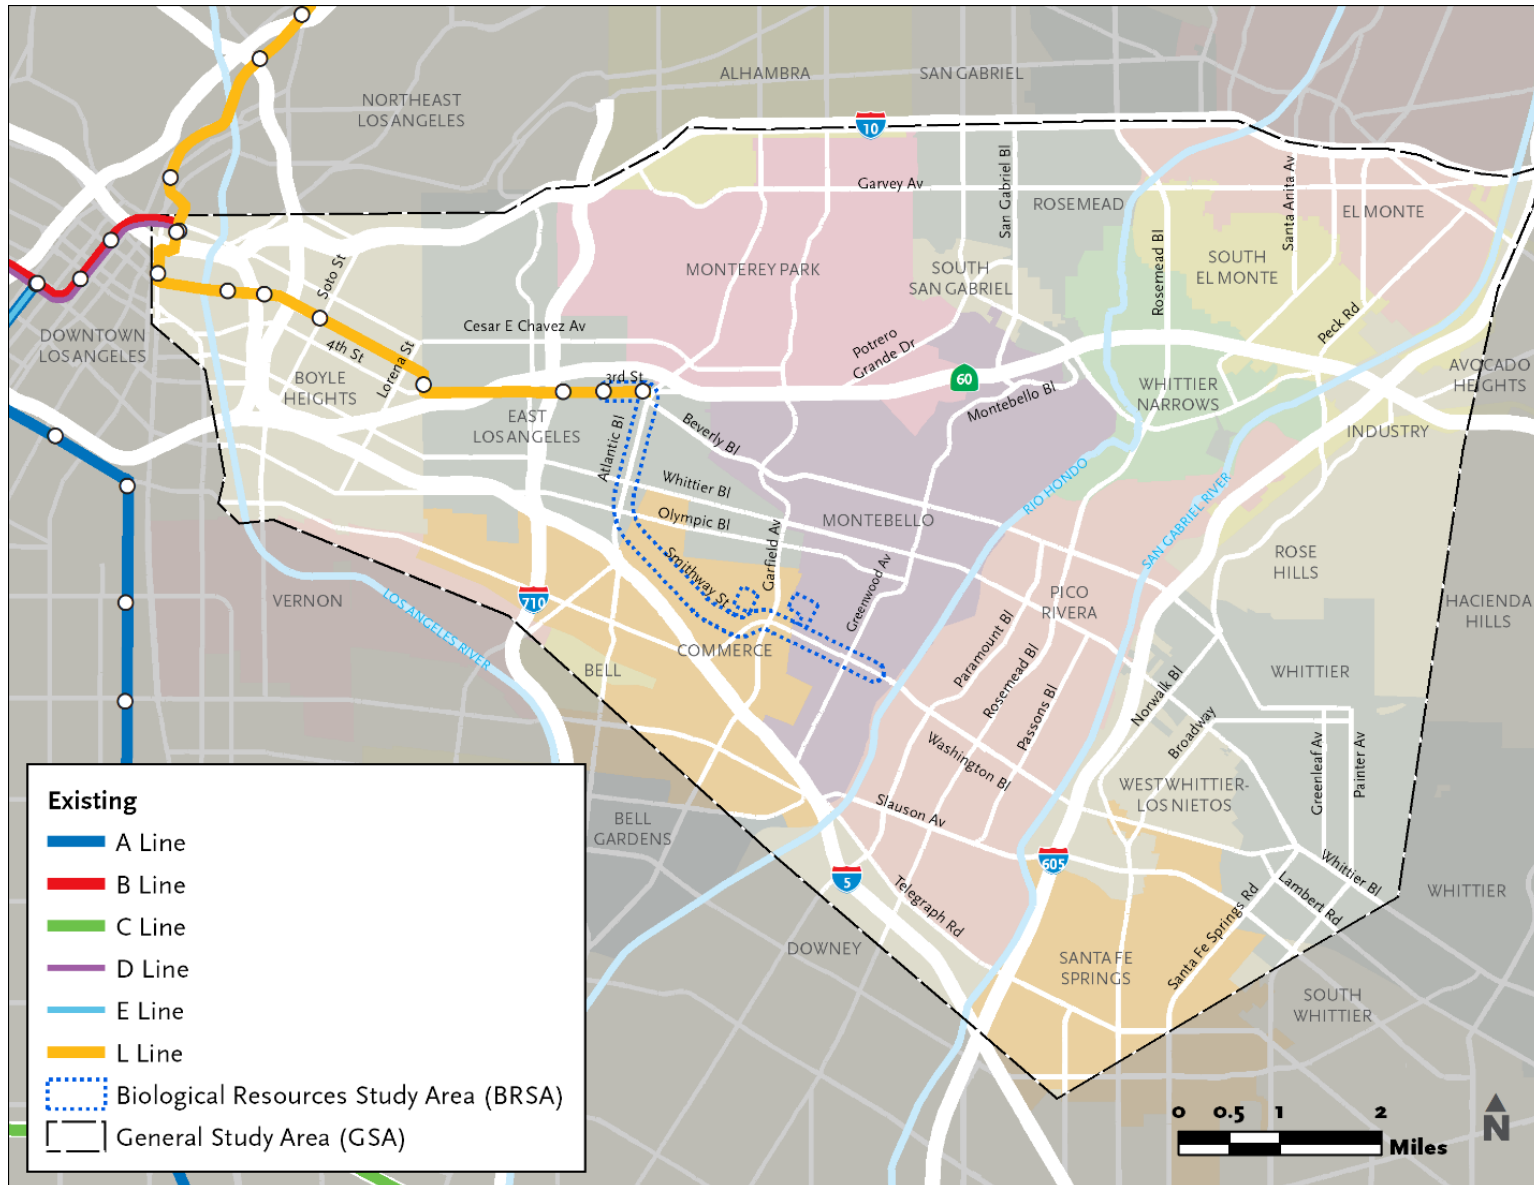 ALHAMBRA
SAN GABRIEL
NORTHEAST
LOS ANGELES
10
Garvey Av
San Gabriel Bl
ROSEMEAD
Santa Anita Av
EL MONTE
Rosemead Bl
SOUTH
EL MONTE
MONTEREY PARK
SOUTH
SAN GABRIEL
Soto St
DOWNTOWN
LOS ANGELES
Cesar E Chavez Av
4th St
Lorena St
Potrero
Grande Dr
Peck Rd
BOYLE
HEIGHTS
3rd St
60
Montebello Bl
WHITTIER
NARROWS
AVOCADO
HEIGHTS
EAST
LOS ANGELES
Atlantic Bl
Beverly Bl
INDUSTRY
Whittier Bl
Olympic Bl
RIO HONDO
SAN GABRIEL RIVER
MONTEBELLO
Garfield Av
Smithway St
Greenwood Av
ROSE
HILLS
VERNON
LOS ANGELES RIVER
710
PICO
RIVERA
HACIENDA
HILLS
COMMERCE
BELL
Paramount Bl
Rosemead Bl
Passons Bl
Norwalk Bl
Broadway
WHITTIER
Greenleaf Av
Painter Av
Washington Bl
WEST WHITTIER-
LOS NIETOS
Slauson Av
BELL
GARDENS
605
5
Whittier Bl
Lambert Rd
WHITTIER
Telegraph Rd
Santa Fe Springs Rd
DOWNEY
SANTA FE
SPRINGS
SOUTH
WHITTIER
Existing
A Line
B Line
C Line
D Line
E Line
L Line
Biological Resources Study Area (BRSA)
General Study Area (GSA)
0 0.5 1 2
Miles
N